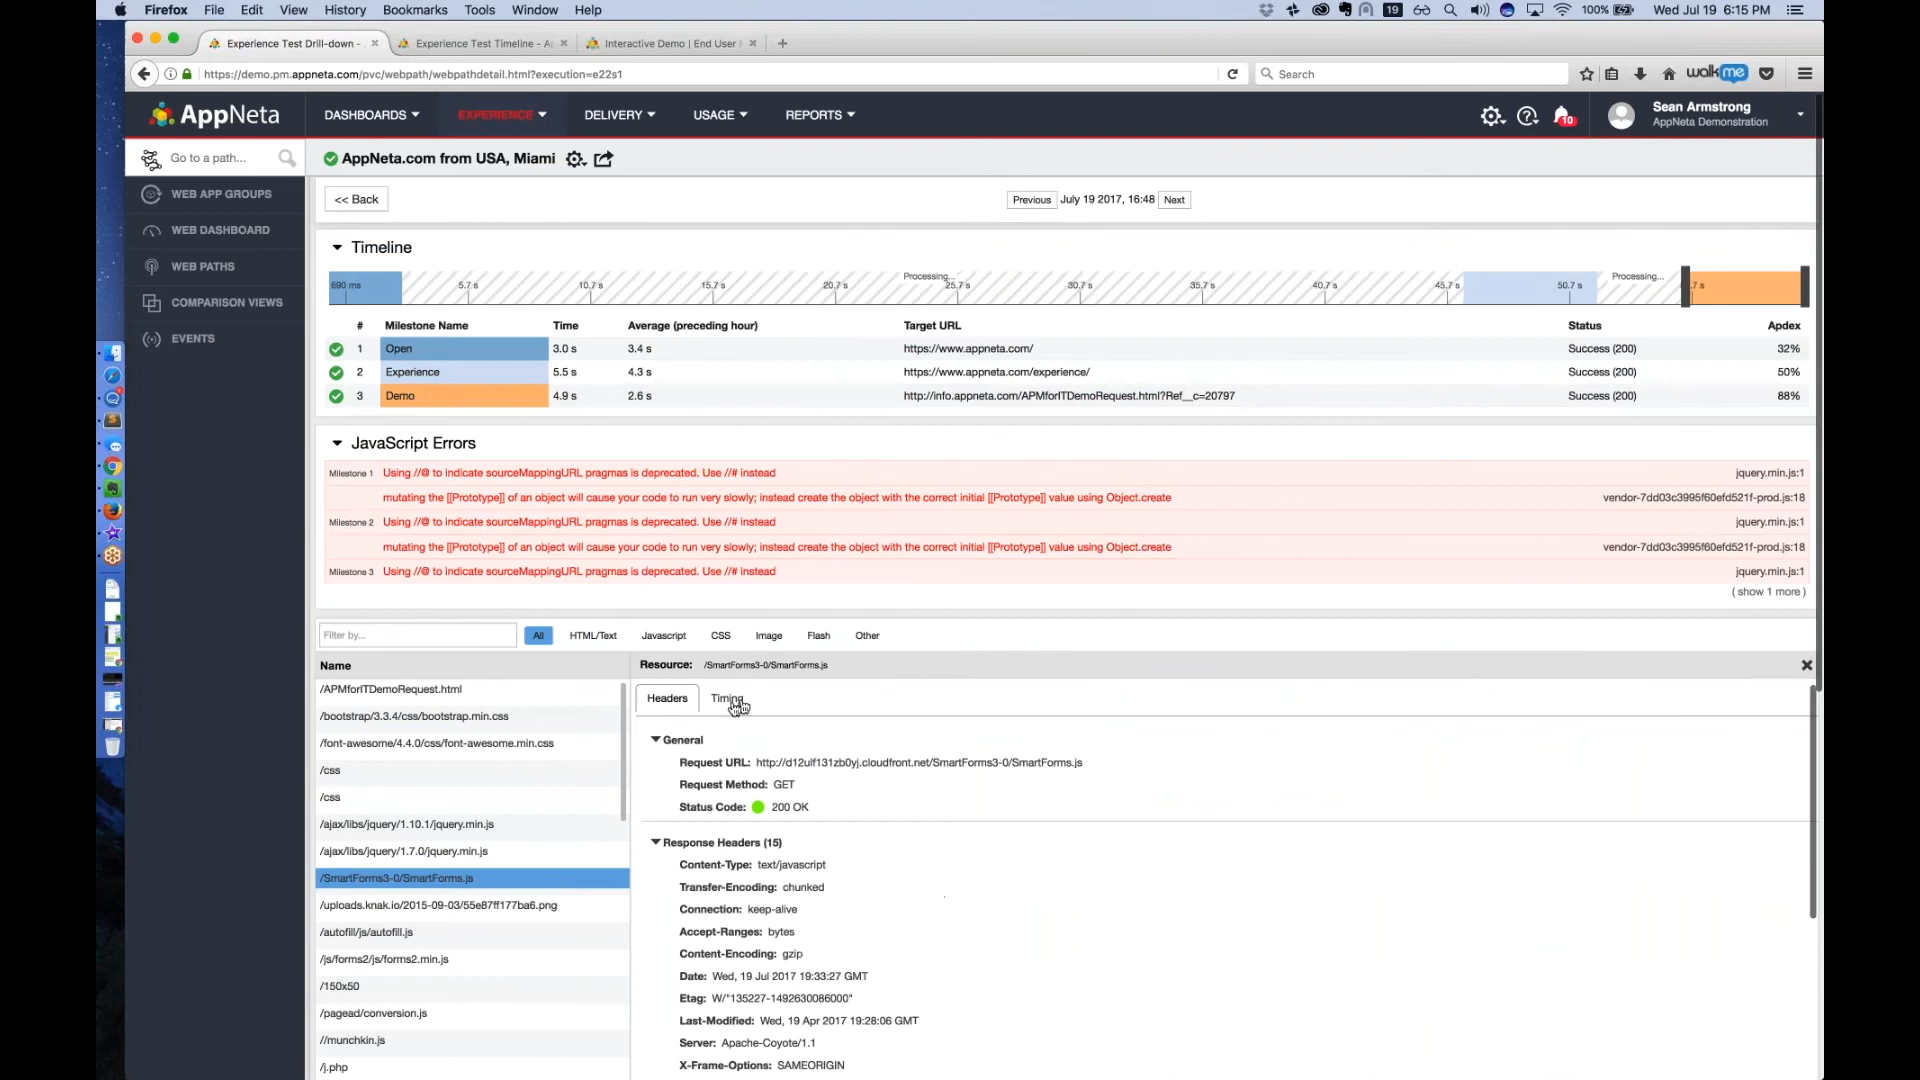 Firefox File Edit View History Bookmarks Tools Window Help 19 100% Wed Jul 19 6:15 PM
Experience Test Drill-down - Experience Test Timeline - A Interactive Demo | End User
https://demo.pm.appneta.com/pvc/webpath/webpathdetail.html?execution=e22s1 Search walkme
AppNeta DASHBOARDS EXPERIENCE DELIVERY USAGE REPORTS 10 Sean Armstrong
AppNeta Demonstration
Go to a path... AppNeta.com from USA, Miami
WEB APP GROUPS
WEB DASHBOARD
WEB PATHS
COMPARISON VIEWS
EVENTS
<< Back Previous July 19 2017, 16:48 Next
Timeline
Processing... Processing...
690 ms 5.7 s 10.7 s 15.7 s 20.7 s 25.7 s 30.7 s 35.7 s 40.7 s 45.7 s 50.7 s .7 s
# Milestone Name Time Average (preceding hour) Target URL Status Apdex
1 Open 3.0 s 3.4 s https://www.appneta.com/ Success (200) 32%
2 Experience 5.5 s 4.3 s https://www.appneta.com/experience/ Success (200) 50%
3 Demo 4.9 s 2.6 s http://info.appneta.com/APMforITDemoRequest.html?Ref__c=20797 Success (200) 88%
JavaScript Errors
Milestone 1 Using //@ to indicate sourceMappingURL pragmas is deprecated. Use //# instead jquery.min.js:1
mutating the [[Prototype]] of an object will cause your code to run very slowly; instead create the object with the correct initial [[Prototype]] value using Object.create vendor-7dd03c3995f60efd521f-prod.js:18
Milestone 2 Using //@ to indicate sourceMappingURL pragmas is deprecated. Use //# instead jquery.min.js:1
mutating the [[Prototype]] of an object will cause your code to run very slowly; instead create the object with the correct initial [[Prototype]] value using Object.create vendor-7dd03c3995f60efd521f-prod.js:18
Milestone 3 Using //@ to indicate sourceMappingURL pragmas is deprecated. Use //# instead jquery.min.js:1
( show 1 more )
Filter by... All HTML/Text Javascript CSS Image Flash Other
Name
/APMforITDemoRequest.html
/bootstrap/3.3.4/css/bootstrap.min.css
/font-awesome/4.4.0/css/font-awesome.min.css
/css
/css
/ajax/libs/jquery/1.10.1/jquery.min.js
/ajax/libs/jquery/1.7.0/jquery.min.js
/SmartForms3-0/SmartForms.js
/uploads.knak.io/2015-09-03/55e87ff177ba6.png
/autofill/js/autofill.js
/js/forms2/js/forms2.min.js
/150x50
/pagead/conversion.js
//munchkin.js
/j.php
Resource: /SmartForms3-0/SmartForms.js
Headers Timing
General
Request URL: http://d12ulf131zb0yj.cloudfront.net/SmartForms3-0/SmartForms.js
Request Method: GET
Status Code: 200 OK
Response Headers (15)
Content-Type: text/javascript
Transfer-Encoding: chunked
Connection: keep-alive
Accept-Ranges: bytes
Content-Encoding: gzip
Date: Wed, 19 Jul 2017 19:33:27 GMT
Etag: W/"135227-1492630086000"
Last-Modified: Wed, 19 Apr 2017 19:28:06 GMT
Server: Apache-Coyote/1.1
X-Frame-Options: SAMEORIGIN